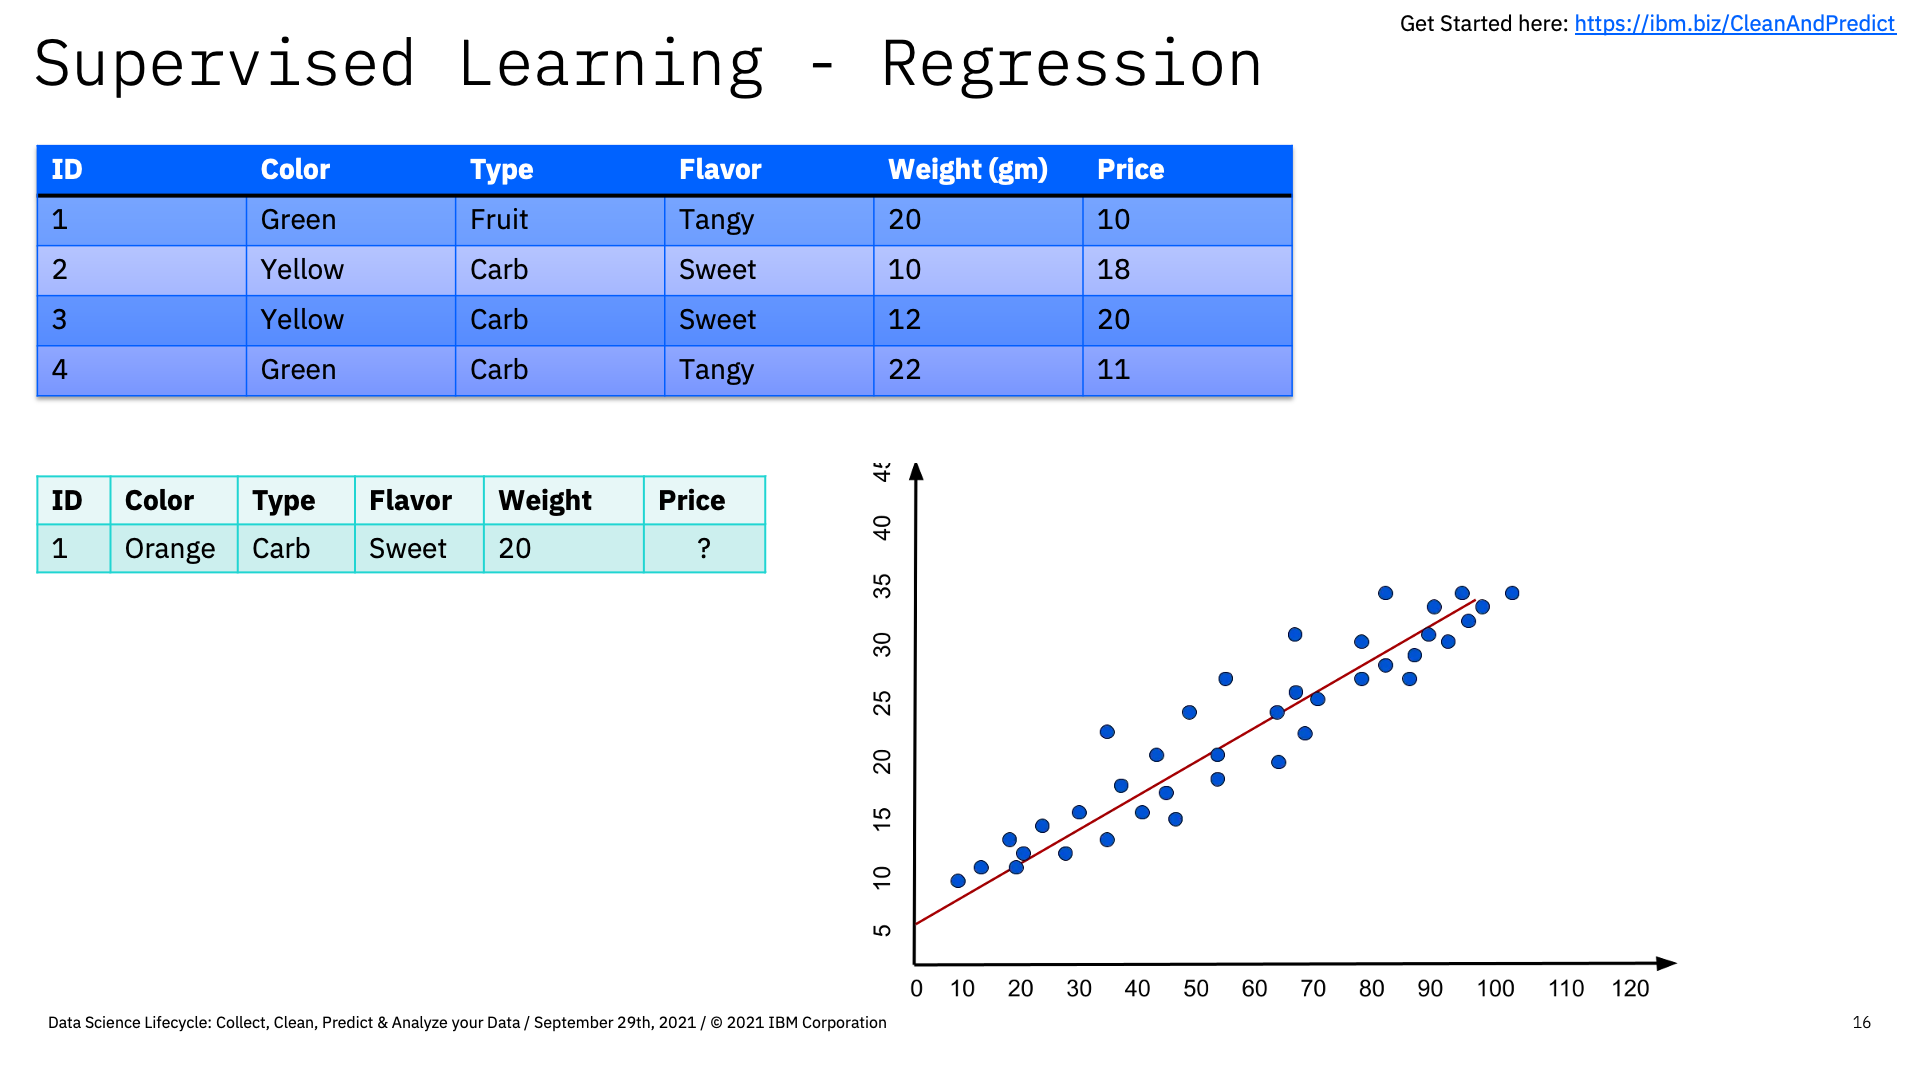 Get Started here: https://ibm.biz/CleanAndPredict
Supervised Learning - Regression
ID Color Type Flavor Weight (gm) Price
1 Green Fruit Tangy 20 10
2 Yellow Carb Sweet 10 18
3 Yellow Carb Sweet 12 20
4 Green Carb Tangy 22 11
ID Color Type Flavor Weight Price
1 Orange Carb Sweet 20 ?
45
40
35
30
25
20
15
10
5
0 10 20 30 40 50 60 70 80 90 100 110 120
Data Science Lifecycle: Collect, Clean, Predict & Analyze your Data / September 29th, 2021 / © 2021 IBM Corporation
16